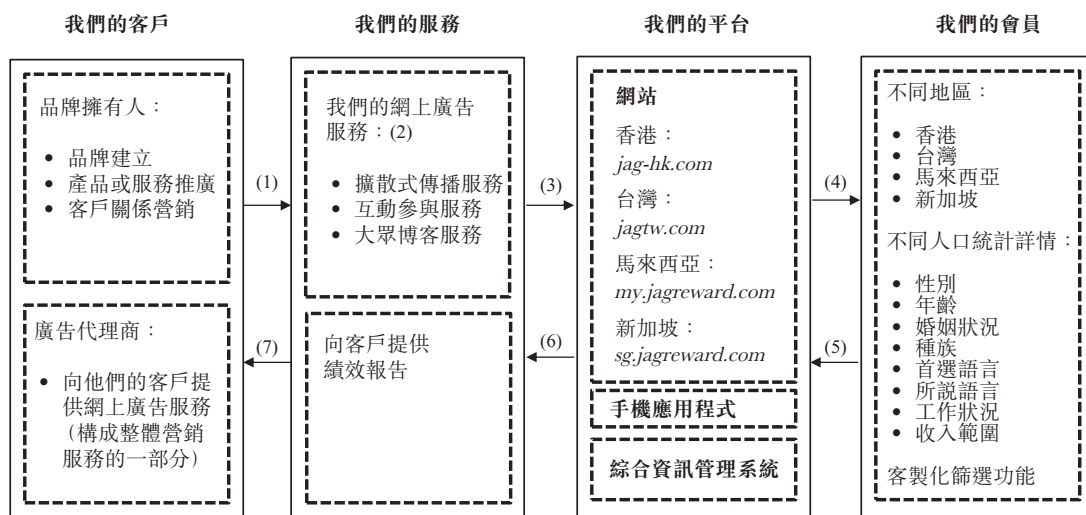 我們的客戶
我們的服務
我們的平台
我們的會員
品牌擁有人：
• 品牌建立
• 產品或服務推廣
• 客戶關係營銷
廣告代理商：
• 向他們的客戶提
供網上廣告服務
(構成整體營銷
服務的一部分)
(1)
(7)
我們的網上廣告
服務：(2)
• 擴散式傳播服務
• 互動參與服務
• 大眾博客服務
向客戶提供
績效報告
(3)
(6)
網站
香港：
jag-hk.com
台灣：
jagtw.com
馬來西亞：
my.jagreward.com
新加坡：
sg.jagreward.com
手機應用程式
綜合資訊管理系統
(4)
(5)
不同地區：
• 香港
• 台灣
• 馬來西亞
• 新加坡
不同人口統計詳情：
• 性別
• 年齡
• 婚姻狀況
• 種族
• 首選語言
• 所說語言
• 工作狀況
• 收入範圍
客製化篩選功能